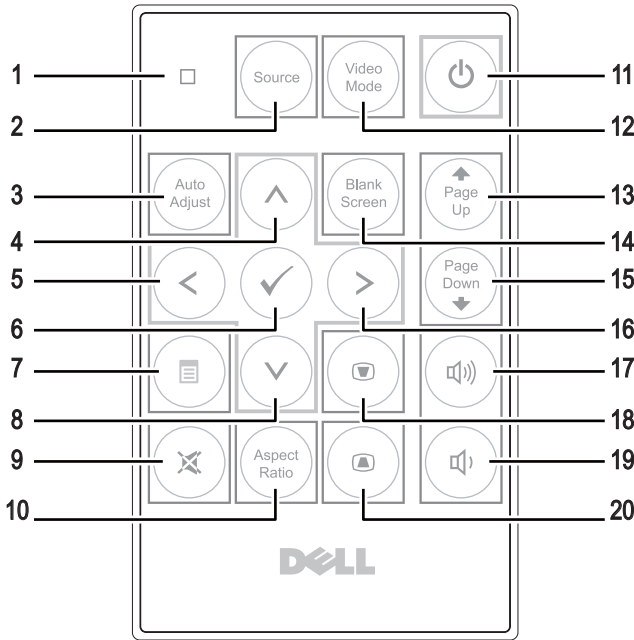 1
Source
Video
Mode
11
2
12
Auto
Adjust
Blank
Screen
Page
Up
3
13
4
14
Page
Down
5
15
6
16
7
17
8
18
Aspect
Ratio
9
19
10
20
DELL